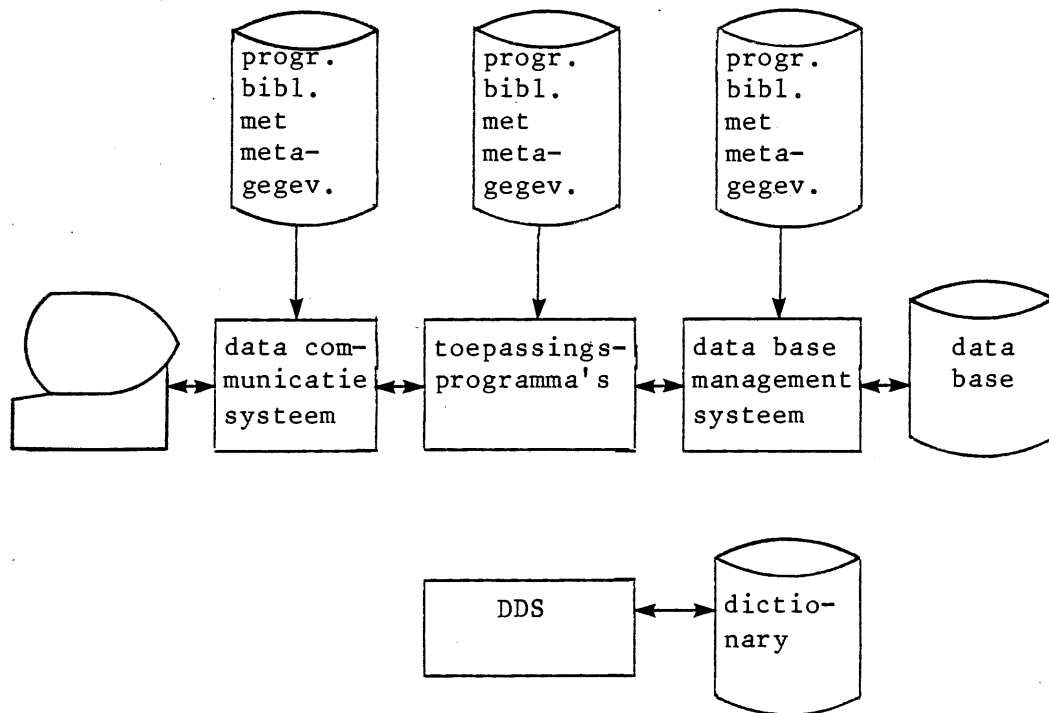 progr.
bibl.
met
meta-
gegev.
progr.
bibl.
met
meta-
gegev.
progr.
bibl.
met
meta-
gegev.
data com-
municatie
systeem
toepassings-
programma's
data base
management
systeem
data
base
DDS
dictio-
nary